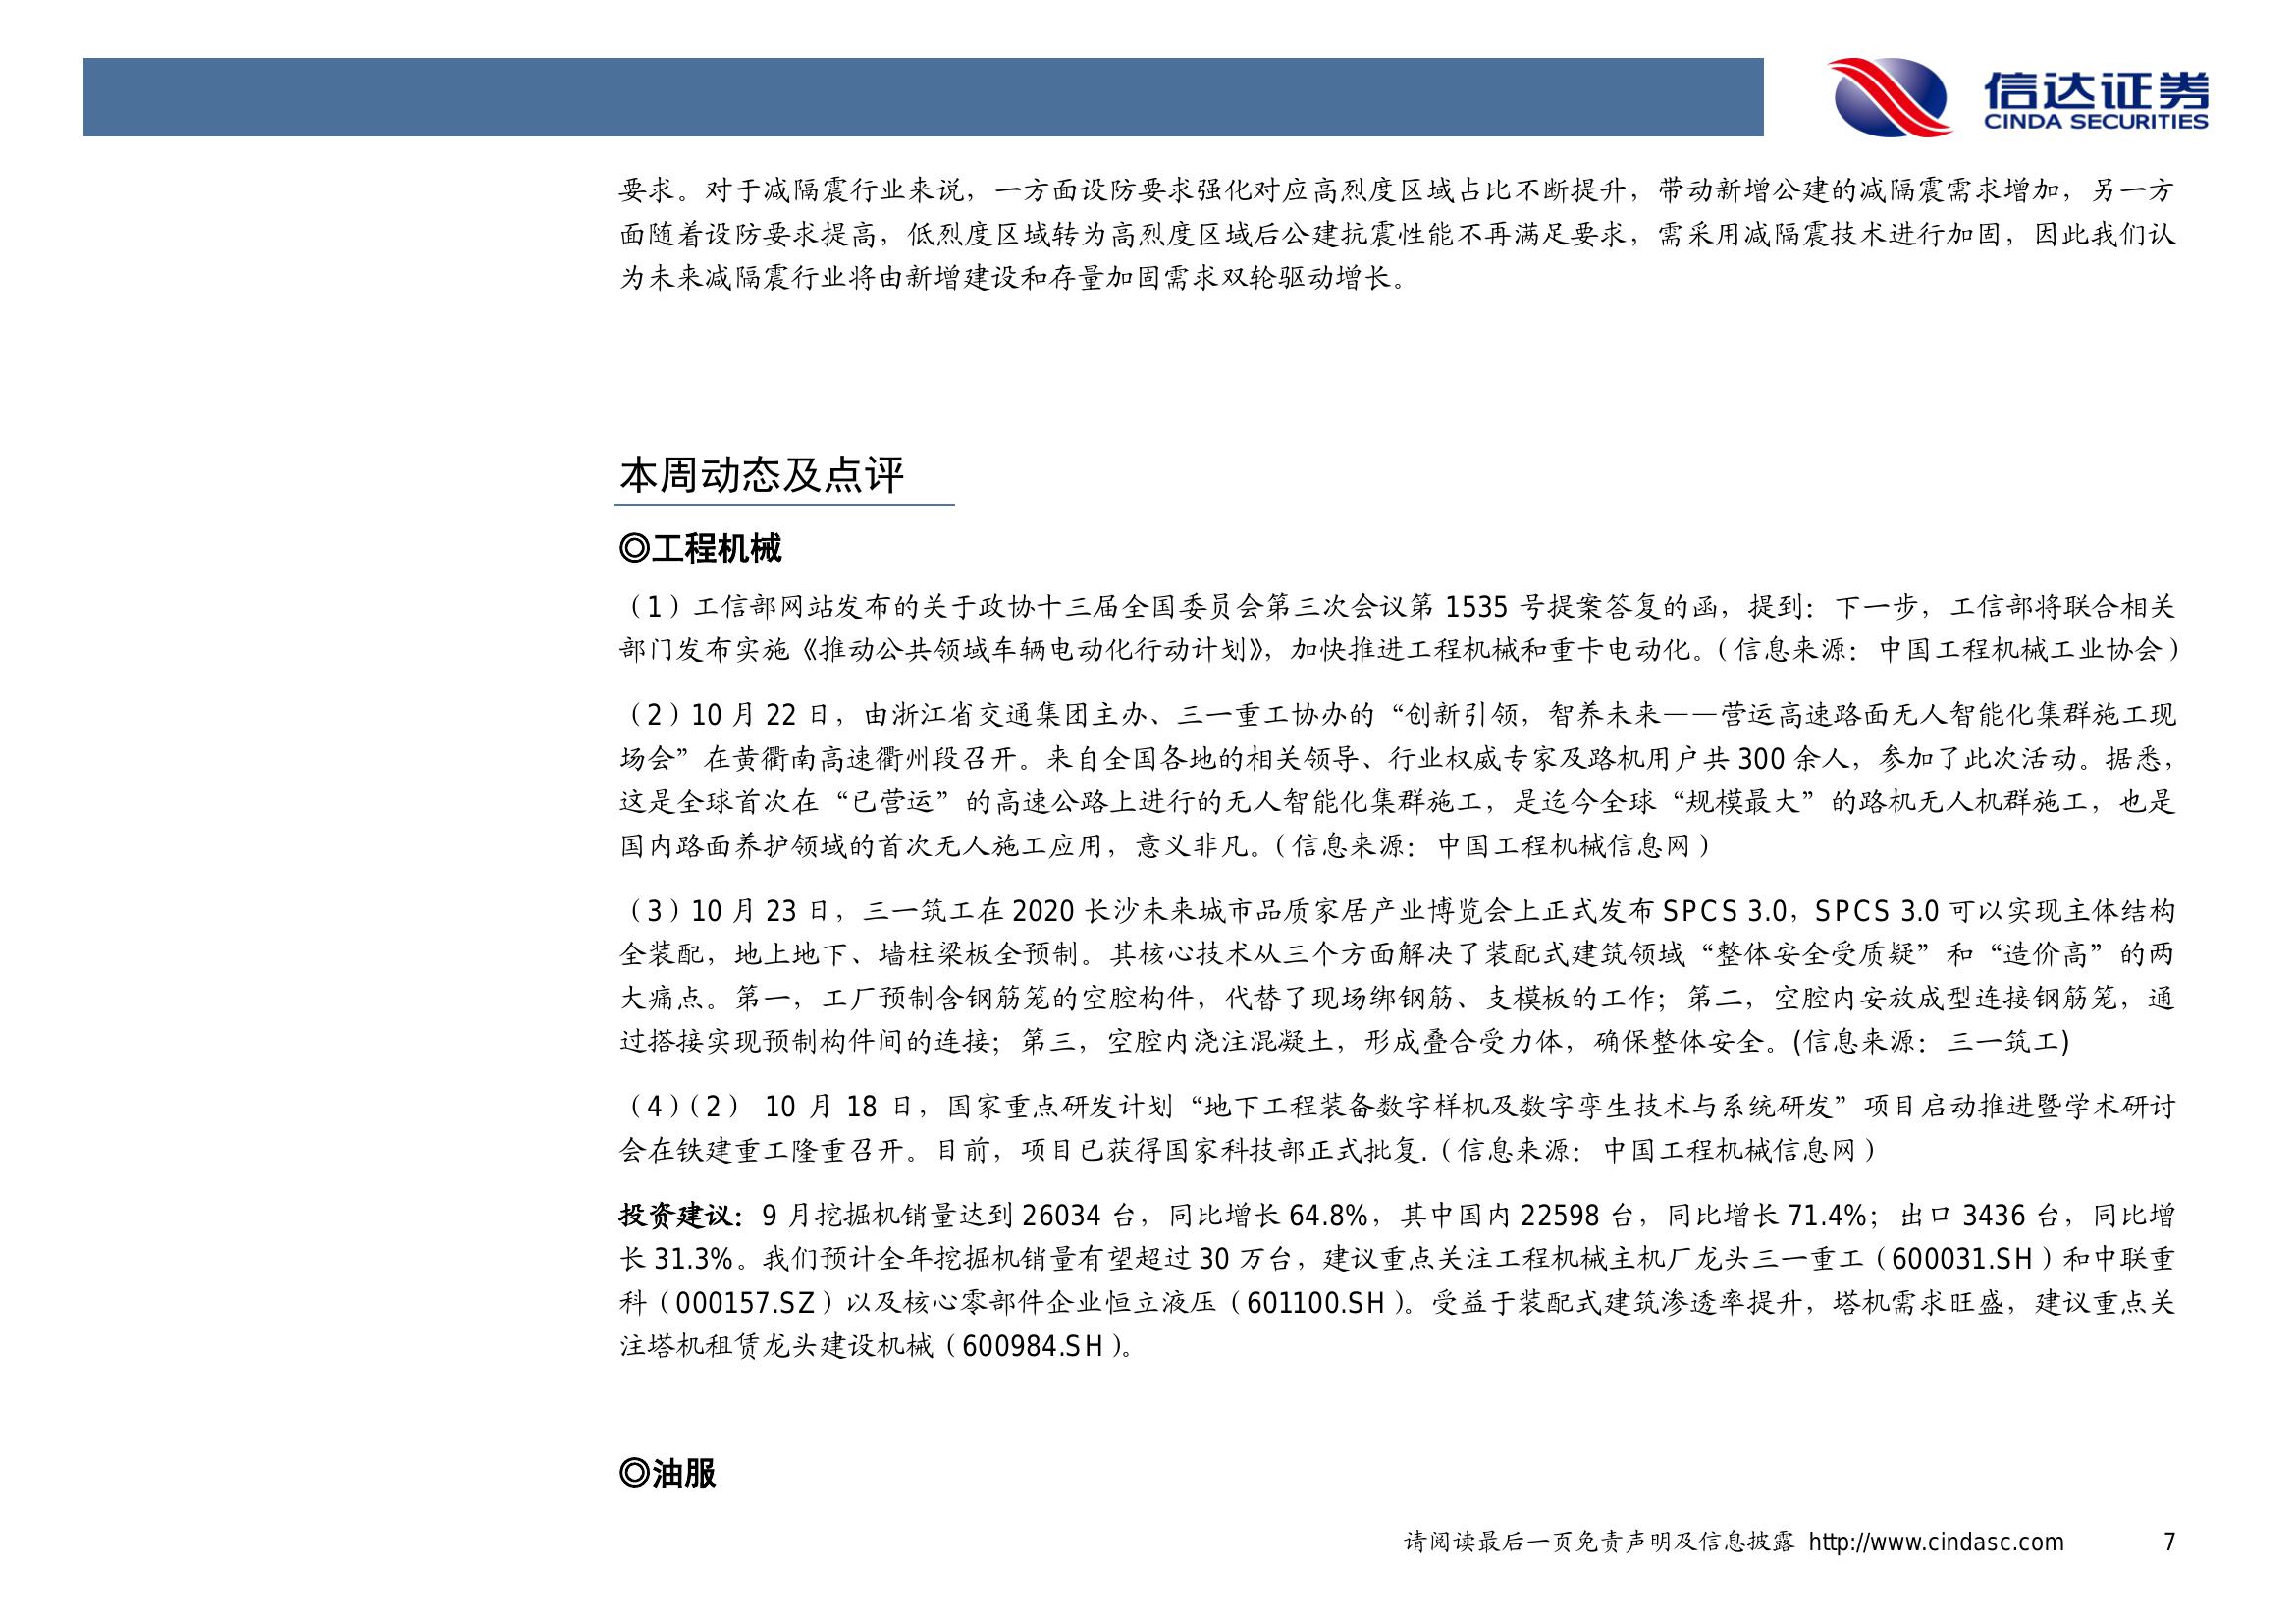 信达证券
CINDA SECURITIES
要求。对于减隔震行业来说，一方面设防要求强化对应高烈度区域占比不断提升，带动新增公建的减隔震需求增加，另一方
面随着设防要求提高，低烈度区域转为高烈度区域后公建抗震性能不再满足要求，需采用减隔震技术进行加固，因此我们认
为未来减隔震行业将由新增建设和存量加固需求双轮驱动增长。
本周动态及点评
◎工程机械
（1）工信部网站发布的关于政协十三届全国委员会第三次会议第 1535 号提案答复的函，提到：下一步，工信部将联合相关
部门发布实施《推动公共领域车辆电动化行动计划》，加快推进工程机械和重卡电动化。（信息来源：中国工程机械工业协会）
（2）10 月 22 日，由浙江省交通集团主办、三一重工协办的“创新引领，智养未来——营运高速路面无人智能化集群施工现
场会”在黄衢南高速衢州段召开。来自全国各地的相关领导、行业权威专家及路机用户共 300 余人，参加了此次活动。据悉，
这是全球首次在“已营运”的高速公路上进行的无人智能化集群施工，是迄今全球“规模最大”的路机无人机群施工，也是
国内路面养护领域的首次无人施工应用，意义非凡。（信息来源：中国工程机械信息网）
（3）10 月 23 日，三一筑工在 2020 长沙未来城市品质家居产业博览会上正式发布 SPCS 3.0，SPCS 3.0 可以实现主体结构
全装配，地上地下、墙柱梁板全预制。其核心技术从三个方面解决了装配式建筑领域“整体安全受质疑”和“造价高”的两
大痛点。第一，工厂预制含钢筋笼的空腔构件，代替了现场绑钢筋、支模板的工作；第二，空腔内安放成型连接钢筋笼，通
过搭接实现预制构件间的连接；第三，空腔内浇注混凝土，形成叠合受力体，确保整体安全。(信息来源：三一筑工)
（4）（2） 10 月 18 日，国家重点研发计划“地下工程装备数字样机及数字孪生技术与系统研发”项目启动推进暨学术研讨
会在铁建重工隆重召开。目前，项目已获得国家科技部正式批复.（信息来源：中国工程机械信息网）
投资建议：9 月挖掘机销量达到 26034 台，同比增长 64.8%，其中国内 22598 台，同比增长 71.4%；出口 3436 台，同比增
长 31.3%。我们预计全年挖掘机销量有望超过 30 万台，建议重点关注工程机械主机厂龙头三一重工（600031.SH）和中联重
科（000157.SZ）以及核心零部件企业恒立液压（601100.SH）。受益于装配式建筑渗透率提升，塔机需求旺盛，建议重点关
注塔机租赁龙头建设机械（600984.SH）。
◎油服
请阅读最后一页免责声明及信息披露 http://www.cindasc.com 7